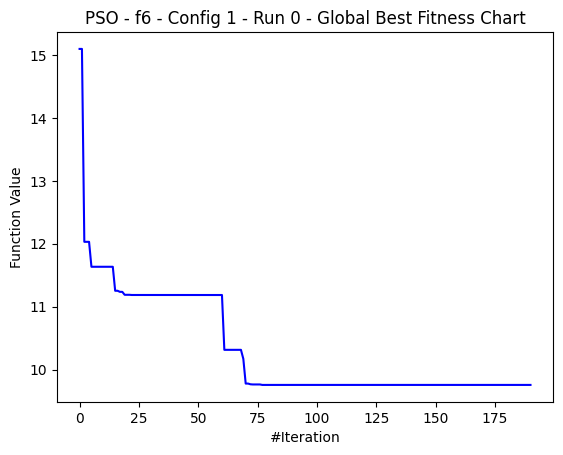 PSO - f6 - Config 1 - Run 0 - Global Best Fitness Chart
15
14
13
12
11
10
Function Value
0 25 50 75 100 125 150 175
#Iteration